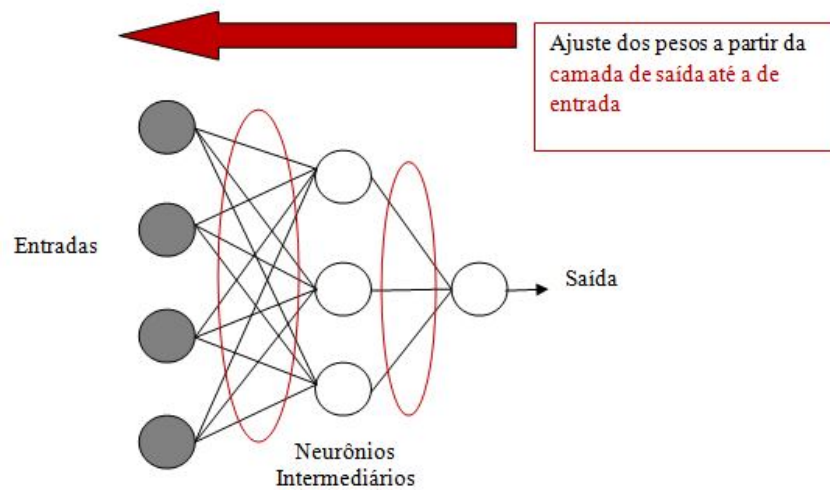 Ajuste dos pesos a partir da
camada de saída até a de
entrada
Entradas
Saída
Neurônios
Intermediários